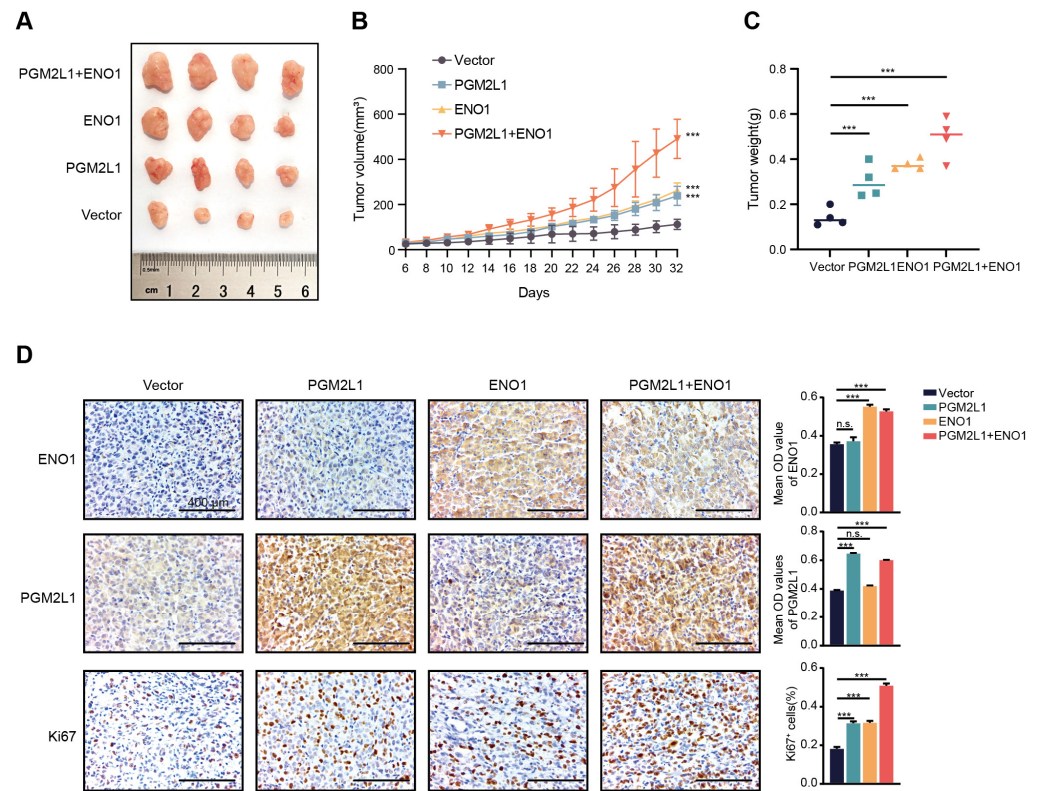 A
PGM2L1+ENO1
ENO1
PGM2L1
Vector
0.5mm
cm 1 2 3 4 5 6
B
Vector
PGM2L1
ENO1
PGM2L1+ENO1
Tumor volume(mm³)
800
600
400
200
0
***
***
***
6 8 10 12 14 16 18 20 22 24 26 28 30 32
Days
C
Tumor weight(g)
0.8
0.6
0.4
0.2
0.0
***
***
***
Vector PGM2L1 ENO1 PGM2L1+ENO1
D
Vector PGM2L1 ENO1 PGM2L1+ENO1
ENO1
400 μm
PGM2L1
Ki67
Mean OD value
of ENO1
0.6
0.4
0.2
0.0
***
***
n.s.
Vector
PGM2L1
ENO1
PGM2L1+ENO1
Mean OD values
of PGM2L1
0.8
0.6
0.4
0.2
0.0
***
n.s.
***
Ki67⁺ cells(%)
0.6
0.4
0.2
0.0
***
***
***